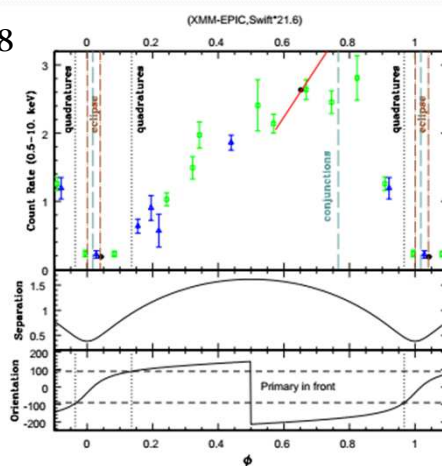 8
(XMM-EPIC,Swift*21.6)
0 0.2 0.4 0.6 0.8 1
Count Rate (0.5-10. keV)
3
2
1
0
quadratures
eclipse
quadratures
conjunctions
quadratures
eclipse
Separation
1.5
1
0.5
Orientation
200
100
0
-100
-200
Primary in front
0 0.2 0.4 0.6 0.8 1
ϕ